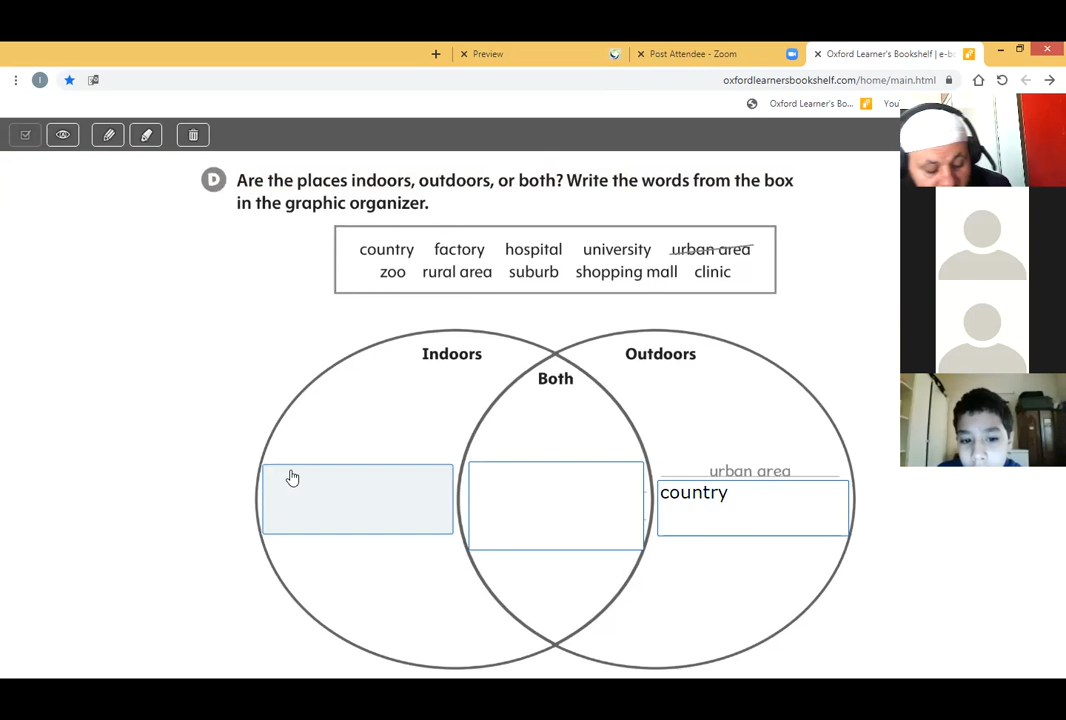 Preview
Post Attendee - Zoom
Oxford Learner's Bookshelf | e-bo
oxfordlearnersbookshelf.com/home/main.html
Oxford Learner's Bo...
You
D Are the places indoors, outdoors, or both? Write the words from the box
in the graphic organizer.
country factory hospital university urban area
zoo rural area suburb shopping mall clinic
Indoors
Outdoors
Both
urban area
country